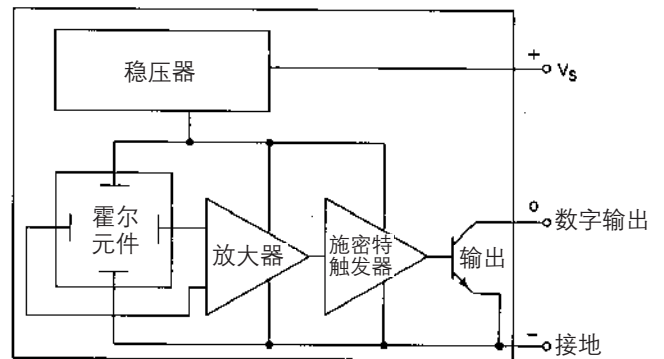 稳压器
+
Vs
霍尔
元件
放大器
施密特
触发器
输出
o
数字输出
-
接地